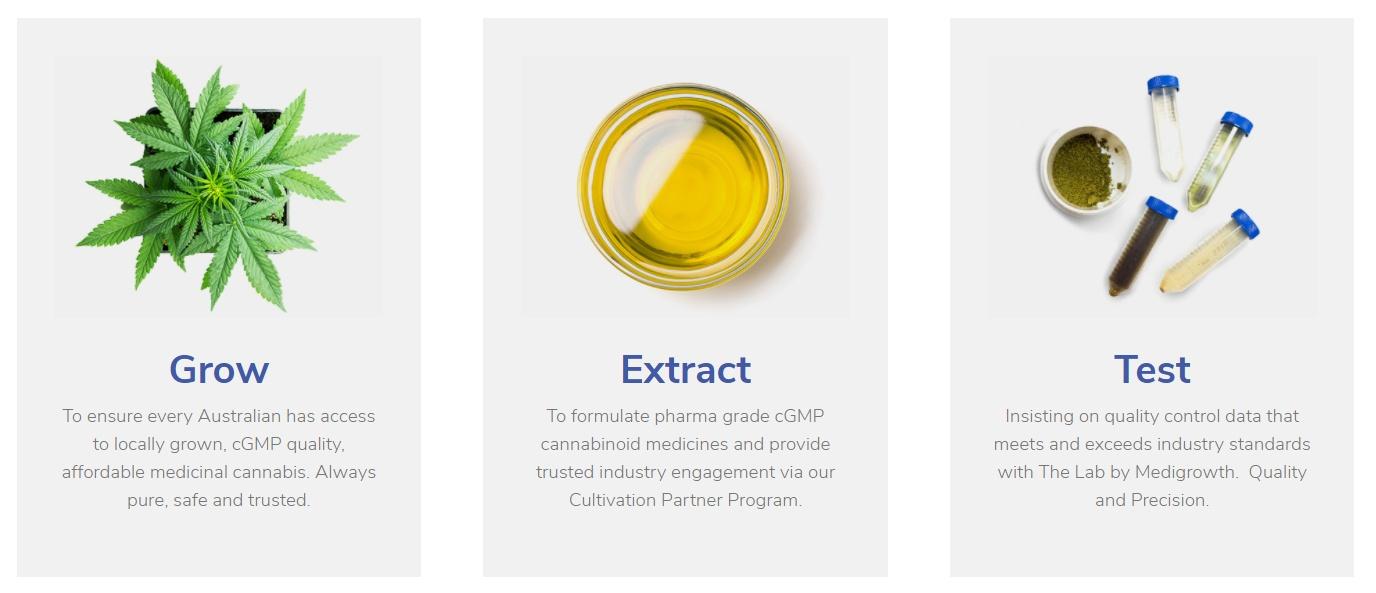 Grow
To ensure every Australian has access
to locally grown, cGMP quality,
affordable medicinal cannabis. Always
pure, safe and trusted.
Extract
To formulate pharma grade cGMP
cannabinoid medicines and provide
trusted industry engagement via our
Cultivation Partner Program.
Test
Insisting on quality control data that
meets and exceeds industry standards
with The Lab by Medigrowth.  Quality
and Precision.